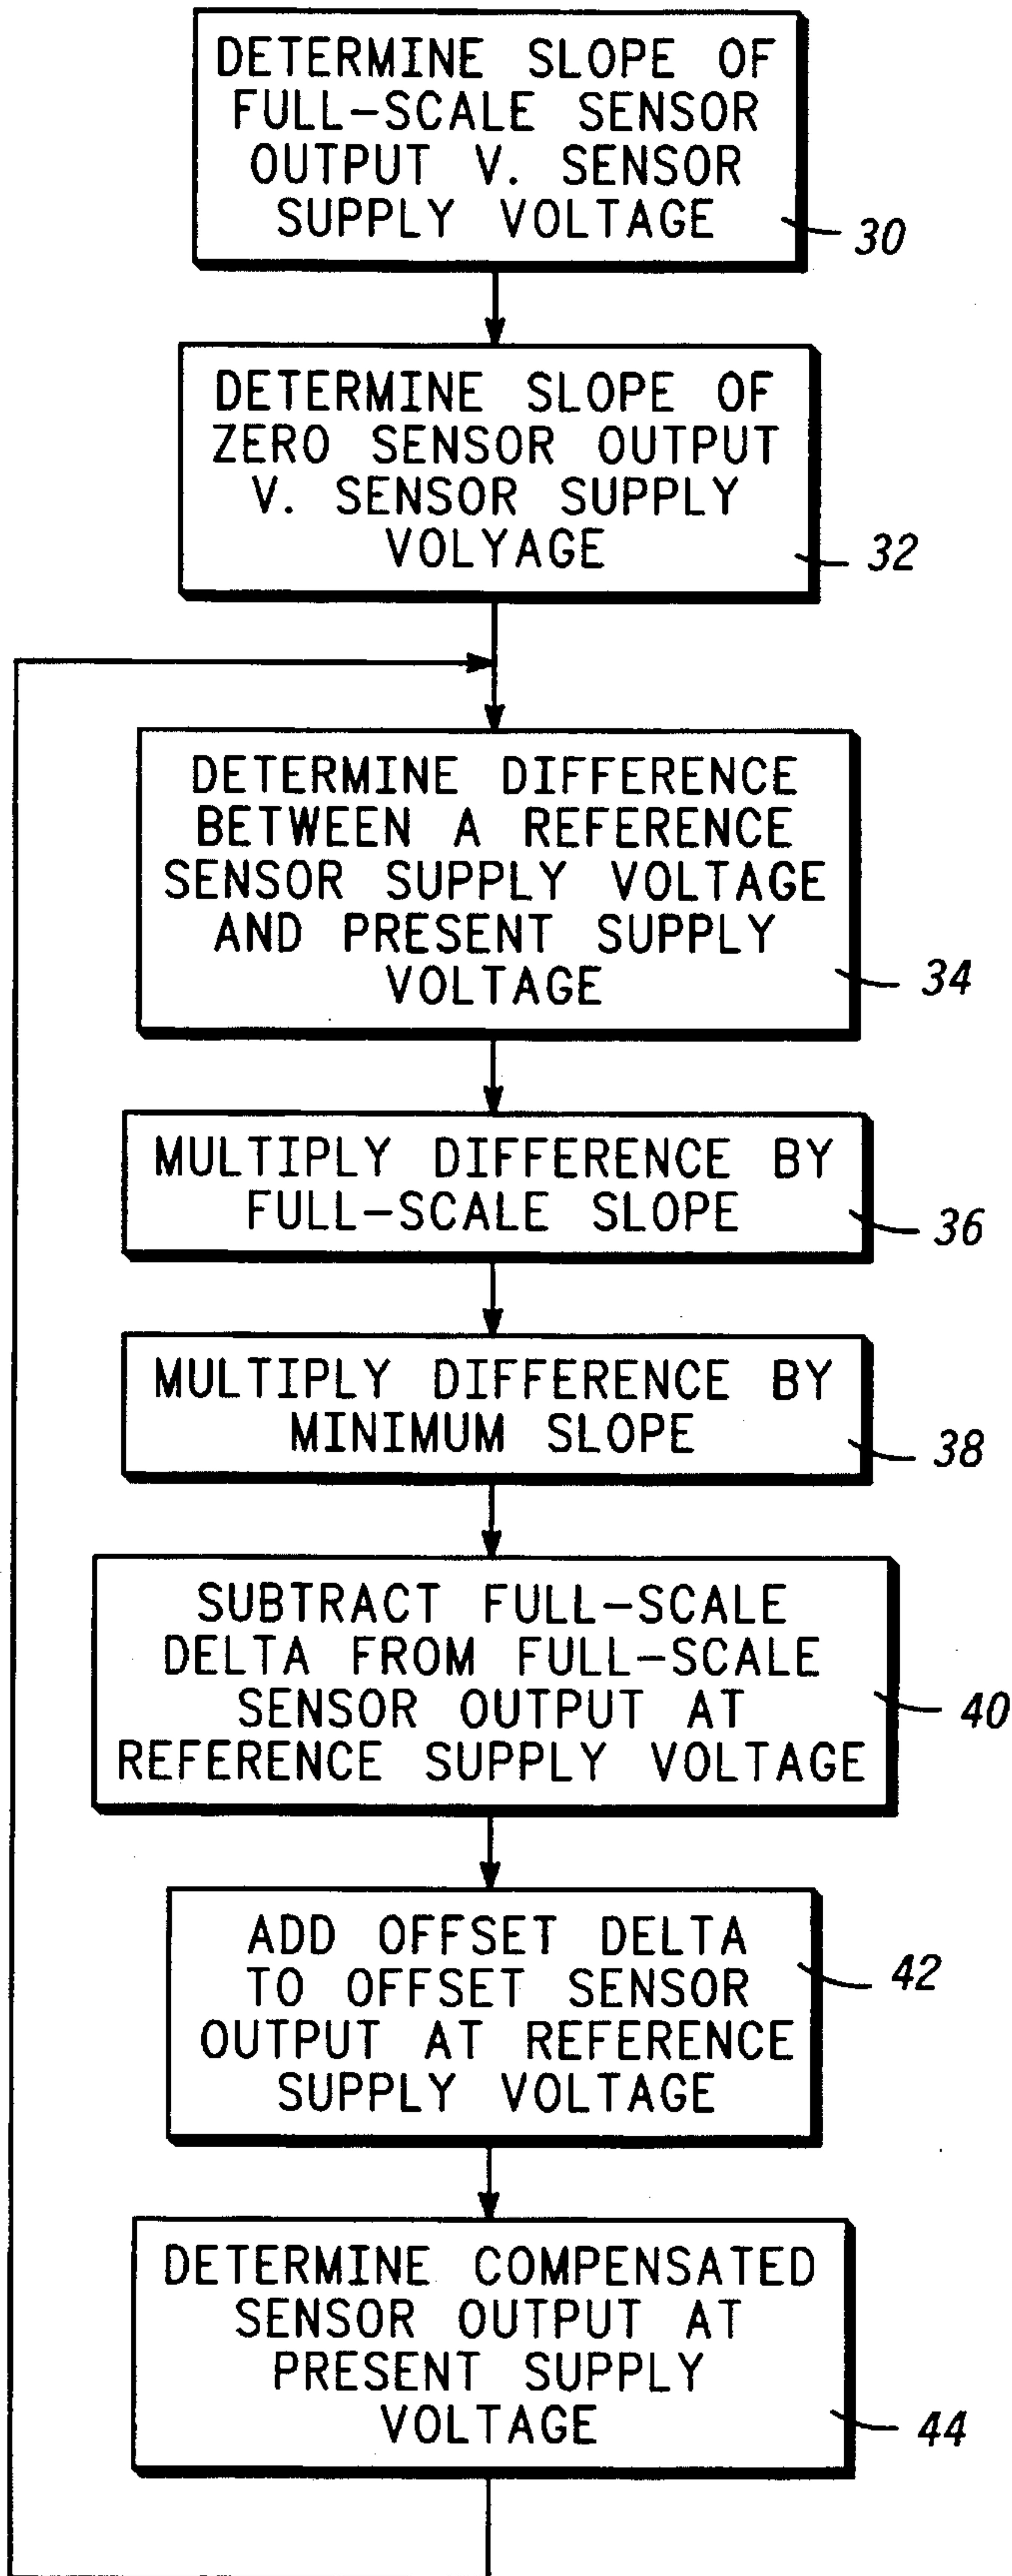 DETERMINE SLOPE OF
FULL-SCALE SENSOR
OUTPUT V. SENSOR
SUPPLY VOLTAGE
30
DETERMINE SLOPE OF
ZERO SENSOR OUTPUT
V. SENSOR SUPPLY
VOLYAGE
32
DETERMINE DIFFERENCE
BETWEEN A REFERENCE
SENSOR SUPPLY VOLTAGE
AND PRESENT SUPPLY
VOLTAGE
34
MULTIPLY DIFFERENCE BY
FULL-SCALE SLOPE
36
MULTIPLY DIFFERENCE BY
MINIMUM SLOPE
38
SUBTRACT FULL-SCALE
DELTA FROM FULL-SCALE
SENSOR OUTPUT AT
REFERENCE SUPPLY VOLTAGE
40
ADD OFFSET DELTA
TO OFFSET SENSOR
OUTPUT AT REFERENCE
SUPPLY VOLTAGE
42
DETERMINE COMPENSATED
SENSOR OUTPUT AT
PRESENT SUPPLY
VOLTAGE
44